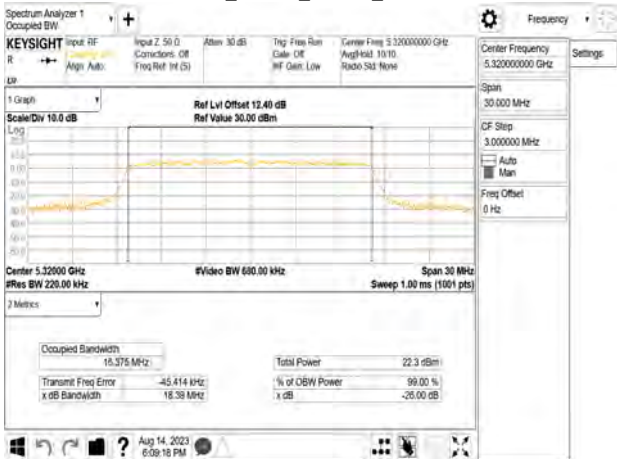 Spectrum Analyzer 1
Occupied BW
+
Frequency
KEYSIGHT Input: RF
R
Align: Auto
Input Z: 50 Ω
Corrections: Off
Freq Ref: Int (S)
Atten: 30 dB
Trig: Free Run
Gate: Off
#IF Gain: Low
Center Freq: 5.320000000 GHz
Avg|Hold: 10/10
Radio Std: None
Center Frequency
5.320000000 GHz
Settings
Span
30.000 MHz
CF Step
3.000000 MHz
Auto
Man
Freq Offset
0 Hz
1 Graph
Scale/Div 10.0 dB
Ref Lvl Offset 12.40 dB
Ref Value 30.00 dBm
Log
Center 5.32000 GHz
#Video BW 680.00 kHz
Span 30 MHz
#Res BW 220.00 kHz
Sweep 1.00 ms (1001 pts)
2 Metrics
Occupied Bandwidth
16.375 MHz
Total Power
22.3 dBm
Transmit Freq Error
-45.414 kHz
% of OBW Power
99.00 %
x dB Bandwidth
18.39 MHz
x dB
-26.00 dB
?
Aug 14, 2023
6:09:18 PM